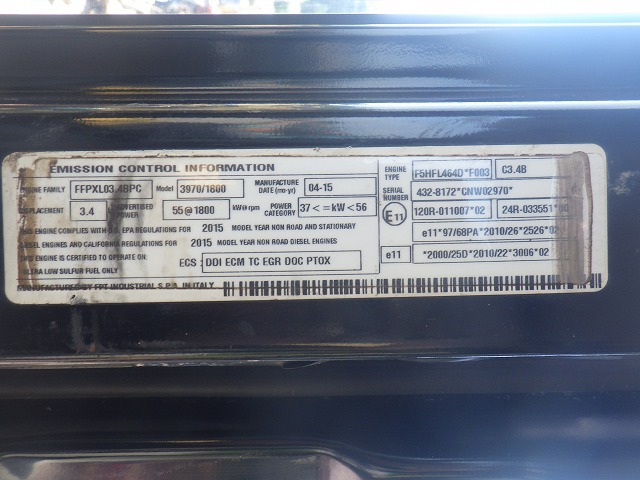 EMISSION CONTROL INFORMATION
ENGINE FAMILY FFPXL03.4BPC Model 3970/1800 MANUFACTURE DATE (mo-yr) 04-15
DISPLACEMENT 3.4 ADVERTISED POWER 55@1800 kW@rpm POWER CATEGORY 37<=kW<56
THIS ENGINE COMPLIES WITH U.S. EPA REGULATIONS FOR 2015 MODEL YEAR NON ROAD AND STATIONARY
DIESEL ENGINES AND CALIFORNIA REGULATIONS FOR 2015 MODEL YEAR NON ROAD DIESEL ENGINES
THIS ENGINE IS CERTIFIED TO OPERATE ON:
ULTRA LOW SULFUR FUEL ONLY
ECS : DDI ECM TC EGR DOC PTOX
MANUFACTURED BY FPT INDUSTRIAL S.P.A. IN ITALY
ENGINE TYPE F5HFL464D*F003 C3.4B
SERIAL NUMBER 432-8172*CNW02970*
E11 120R-011007*02 24R-033551*
e11*97/68PA*2010/26*2526*02
e11 *2000/25D*2010/22*3006*02